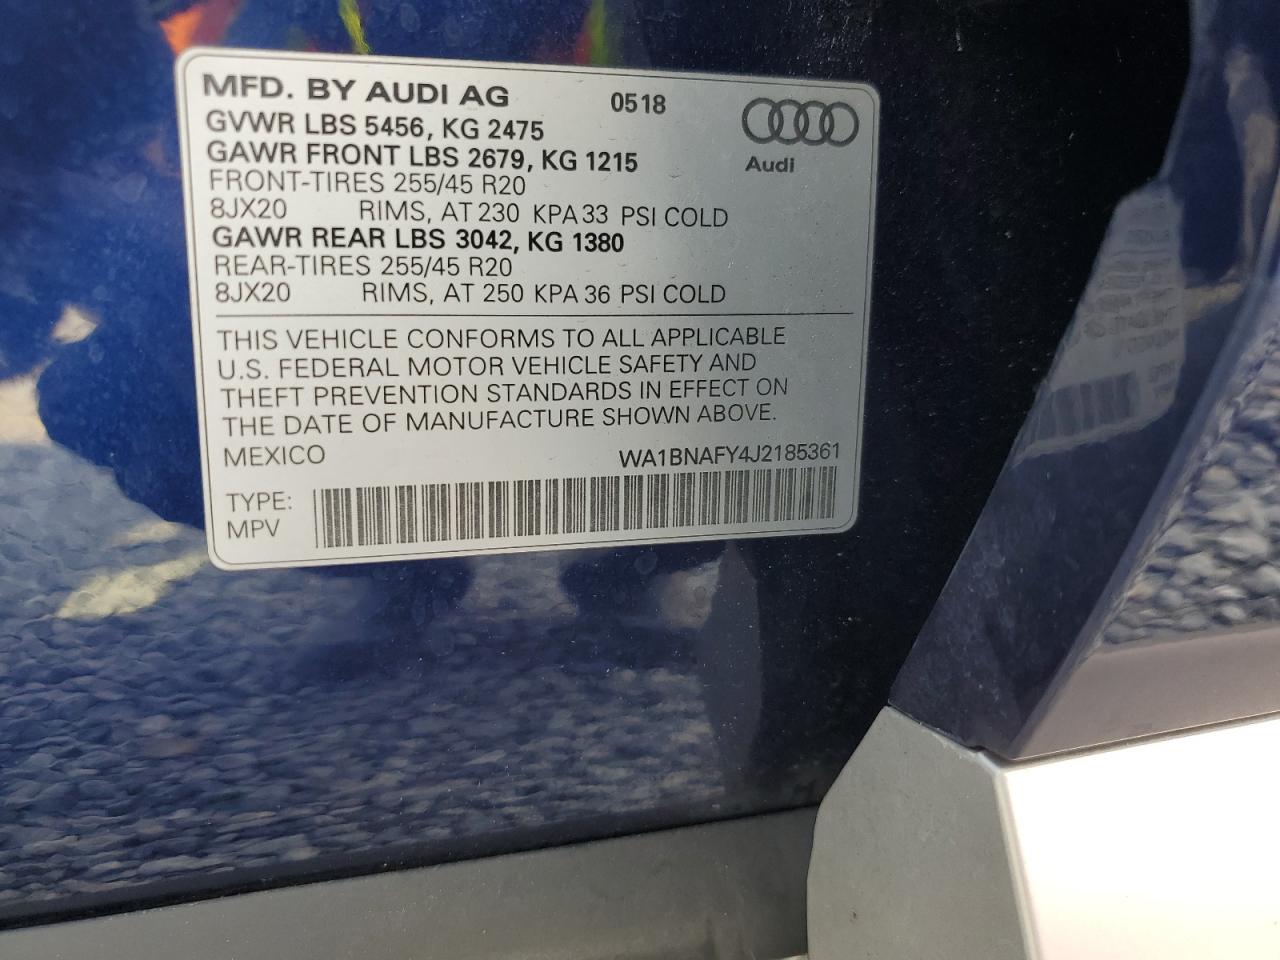 MFD. BY AUDI AG 0518
GVWR LBS 5456, KG 2475
GAWR FRONT LBS 2679, KG 1215
Audi
FRONT-TIRES 255/45 R20
8JX20 RIMS, AT 230 KPA 33 PSI COLD
GAWR REAR LBS 3042, KG 1380
REAR-TIRES 255/45 R20
8JX20 RIMS, AT 250 KPA 36 PSI COLD
THIS VEHICLE CONFORMS TO ALL APPLICABLE
U.S. FEDERAL MOTOR VEHICLE SAFETY AND
THEFT PREVENTION STANDARDS IN EFFECT ON
THE DATE OF MANUFACTURE SHOWN ABOVE.
MEXICO WA1BNAFY4J2185361
TYPE:
MPV